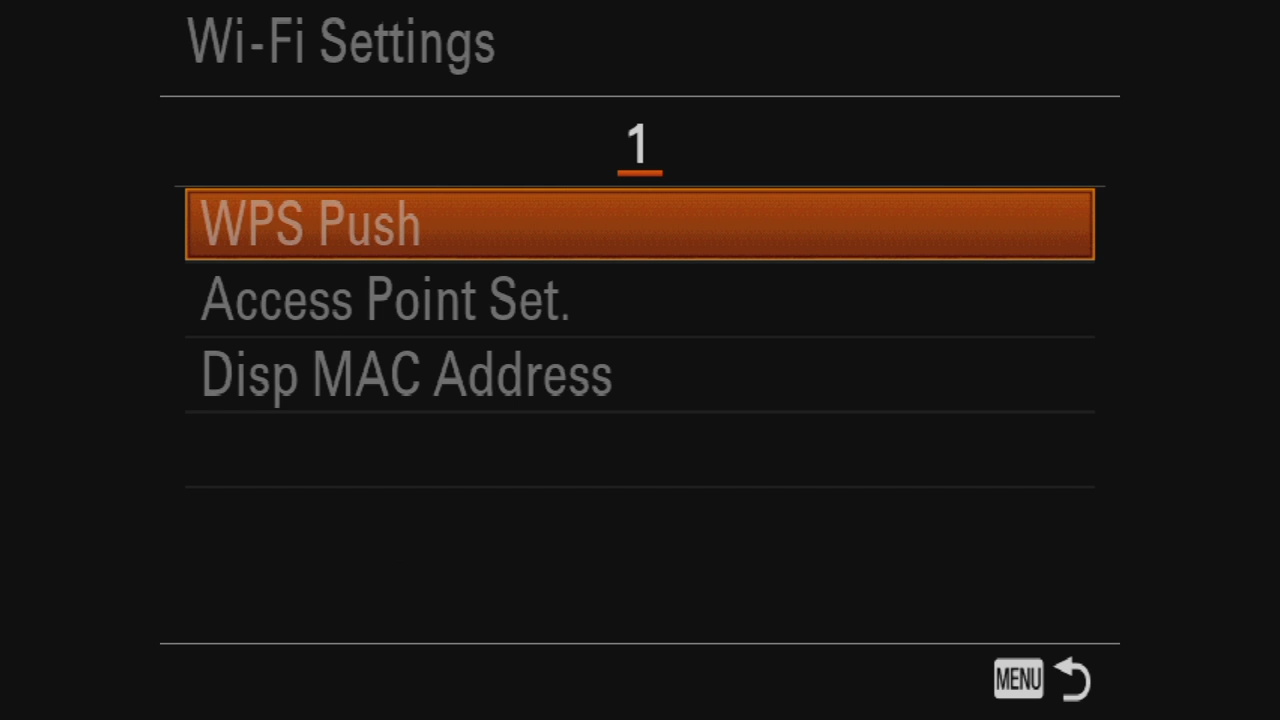 Wi-Fi Settings
1
WPS Push
Access Point Set.
Disp MAC Address
MENU